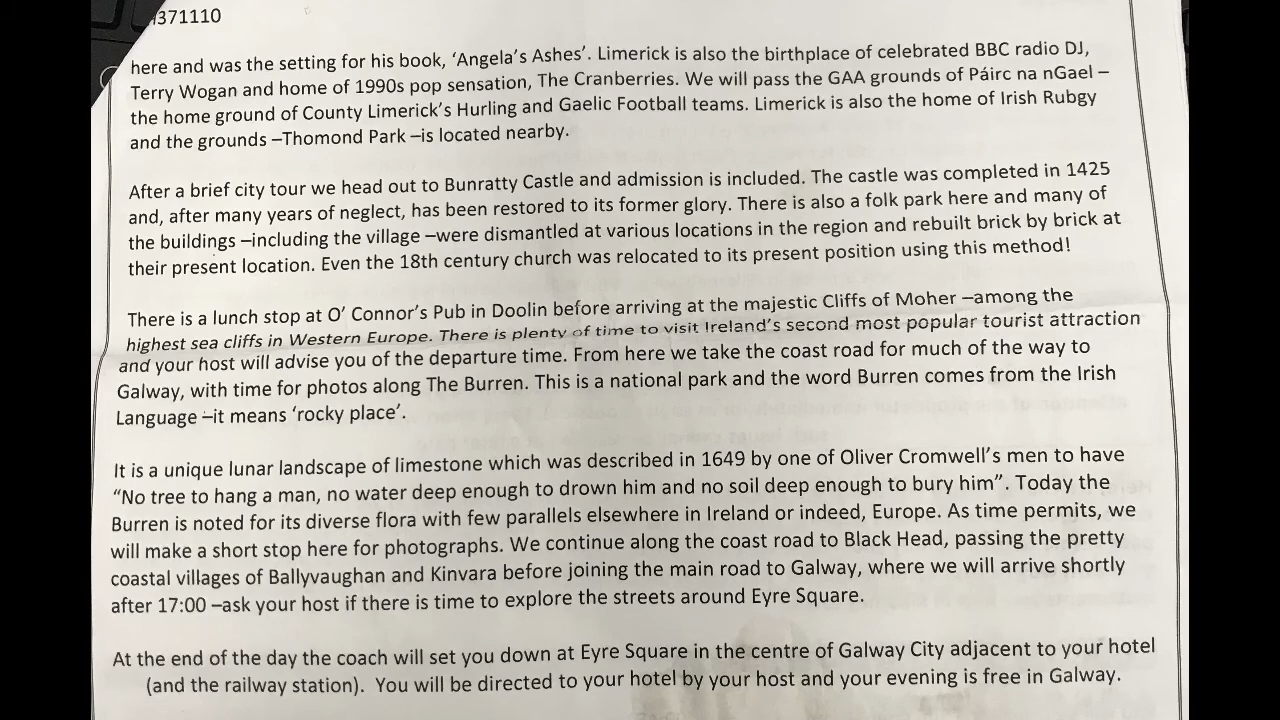 371110
here and was the setting for his book, ‘Angela’s Ashes’. Limerick is also the birthplace of celebrated BBC radio DJ,
Terry Wogan and home of 1990s pop sensation, The Cranberries. We will pass the GAA grounds of Páirc na nGael –
the home ground of County Limerick’s Hurling and Gaelic Football teams. Limerick is also the home of Irish Rubgy
and the grounds –Thomond Park –is located nearby.
After a brief city tour we head out to Bunratty Castle and admission is included. The castle was completed in 1425
and, after many years of neglect, has been restored to its former glory. There is also a folk park here and many of
the buildings –including the village –were dismantled at various locations in the region and rebuilt brick by brick at
their present location. Even the 18th century church was relocated to its present position using this method!
There is a lunch stop at O’ Connor’s Pub in Doolin before arriving at the majestic Cliffs of Moher –among the
highest sea cliffs in Western Europe. There is plenty of time to visit Ireland’s second most popular tourist attraction
and your host will advise you of the departure time. From here we take the coast road for much of the way to
Galway, with time for photos along The Burren. This is a national park and the word Burren comes from the Irish
Language –it means ‘rocky place’.
It is a unique lunar landscape of limestone which was described in 1649 by one of Oliver Cromwell’s men to have
“No tree to hang a man, no water deep enough to drown him and no soil deep enough to bury him”. Today the
Burren is noted for its diverse flora with few parallels elsewhere in Ireland or indeed, Europe. As time permits, we
will make a short stop here for photographs. We continue along the coast road to Black Head, passing the pretty
coastal villages of Ballyvaughan and Kinvara before joining the main road to Galway, where we will arrive shortly
after 17:00 –ask your host if there is time to explore the streets around Eyre Square.
At the end of the day the coach will set you down at Eyre Square in the centre of Galway City adjacent to your hotel
(and the railway station). You will be directed to your hotel by your host and your evening is free in Galway.